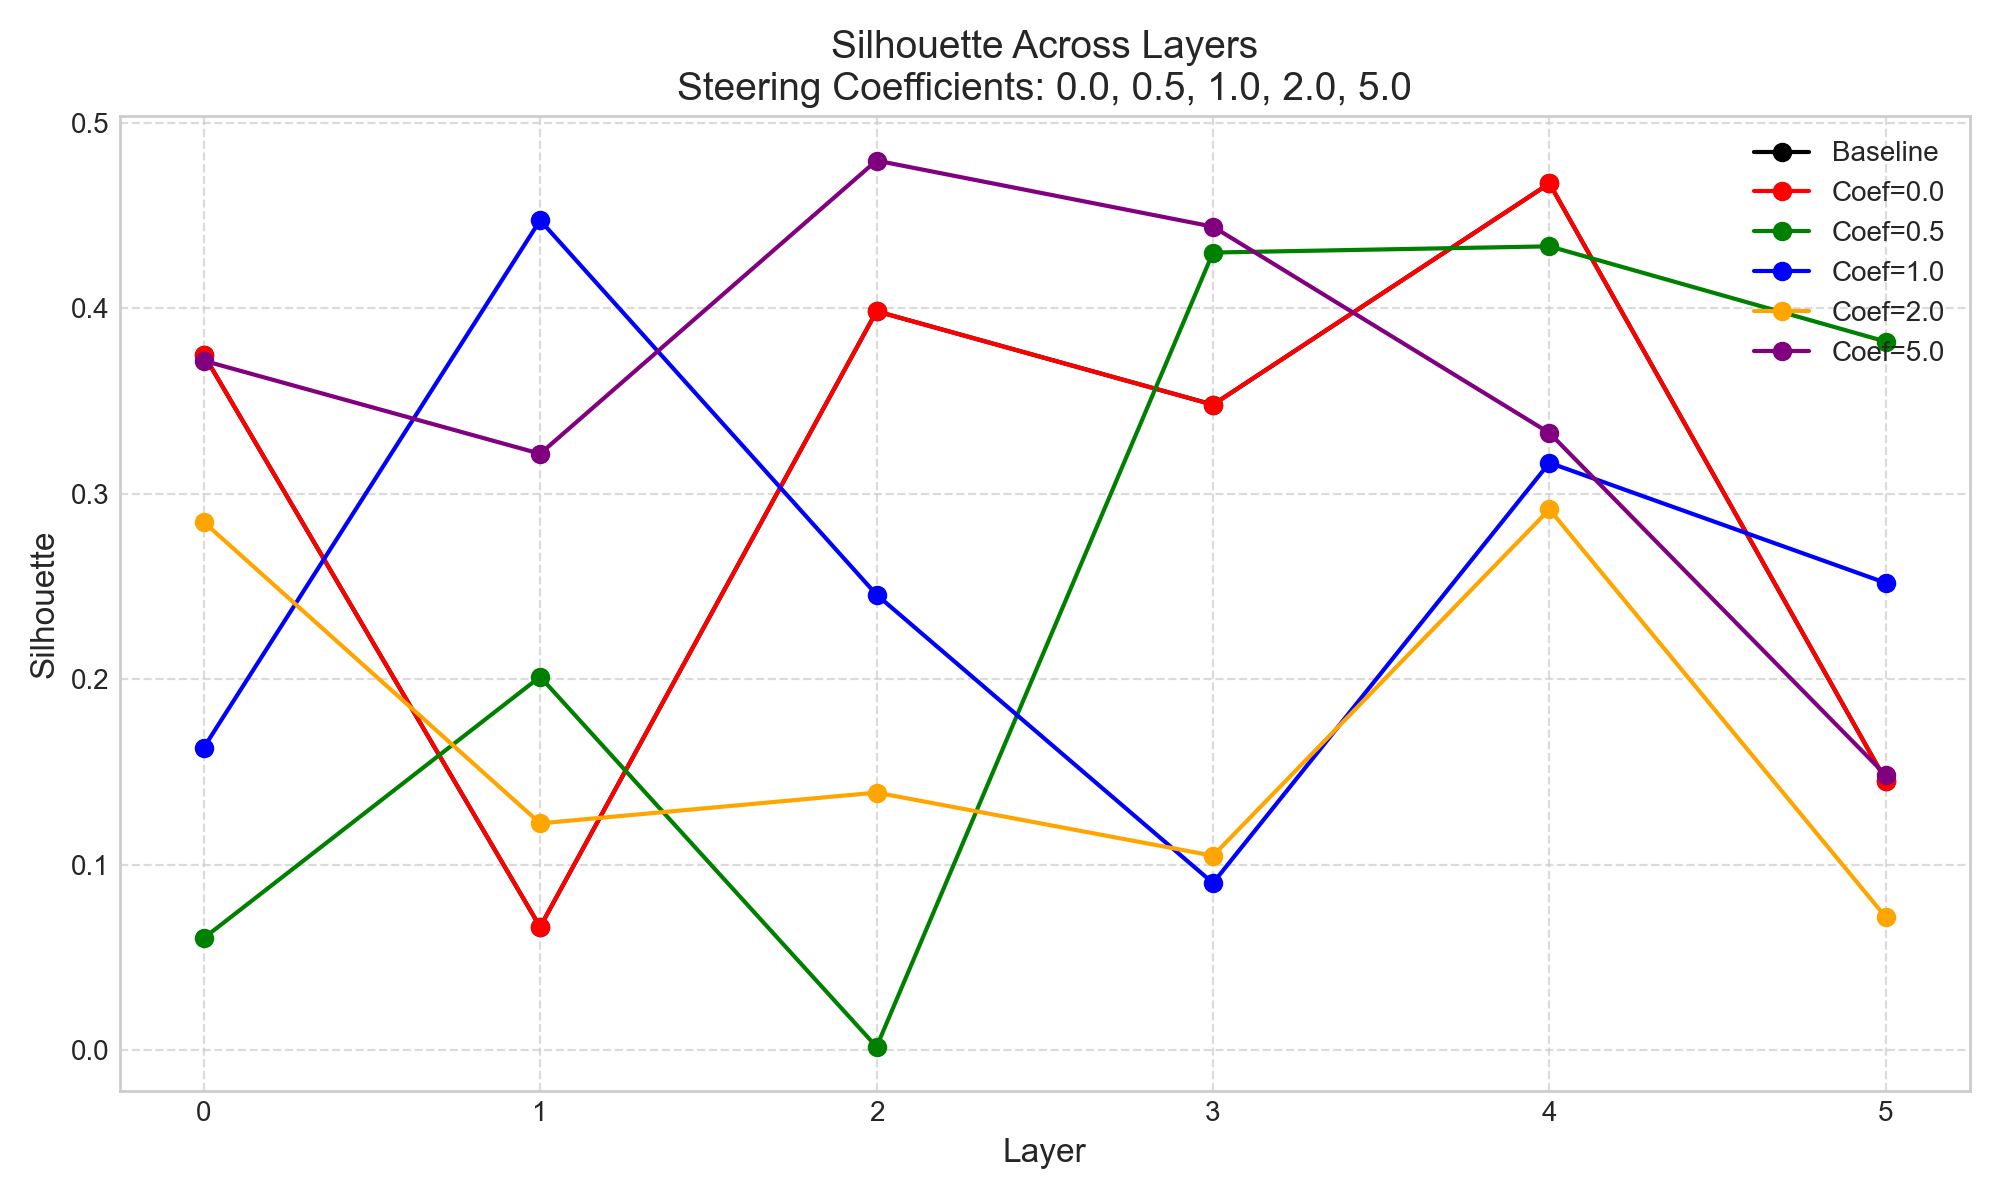 Silhouette Across Layers
Steering Coefficients: 0.0, 0.5, 1.0, 2.0, 5.0
Silhouette
0.5
0.4
0.3
0.2
0.1
0.0
Baseline
Coef=0.0
Coef=0.5
Coef=1.0
Coef=2.0
Coef=5.0
0 1 2 3 4 5
Layer